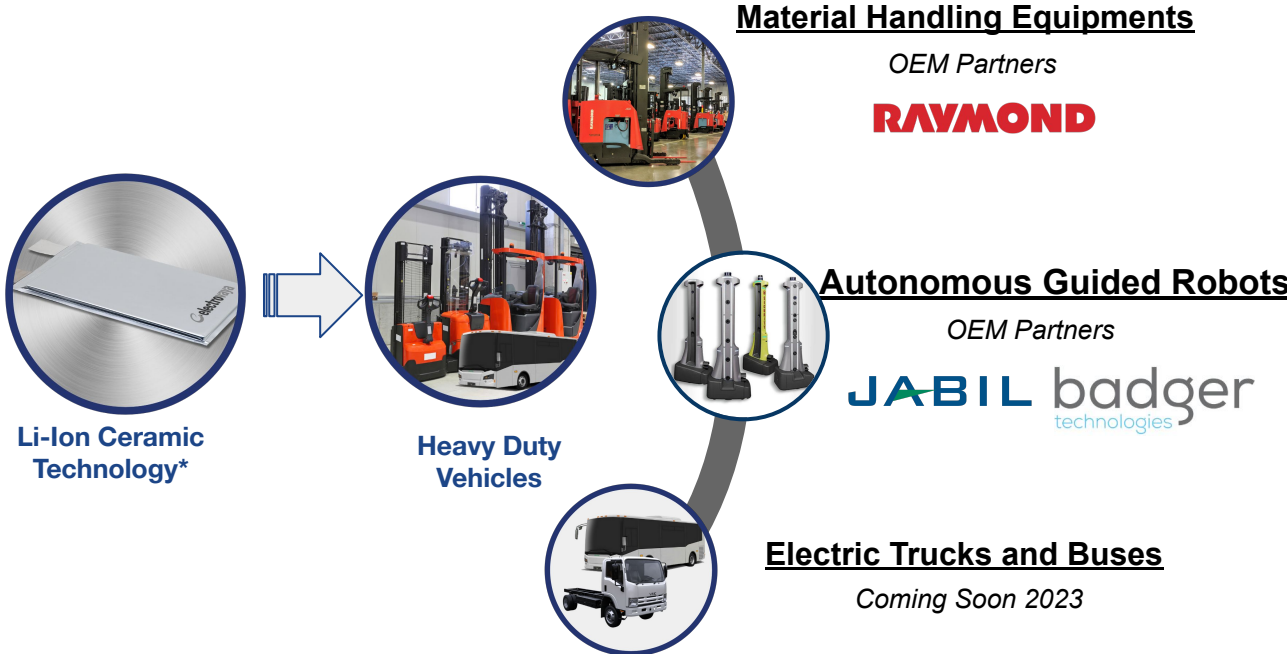 Material Handling Equipments
OEM Partners
RAYMOND
electrovaya
Li-Ion Ceramic
Technology*
Heavy Duty
Vehicles
Autonomous Guided Robots
OEM Partners
JABIL badger
technologies
Electric Trucks and Buses
Coming Soon 2023